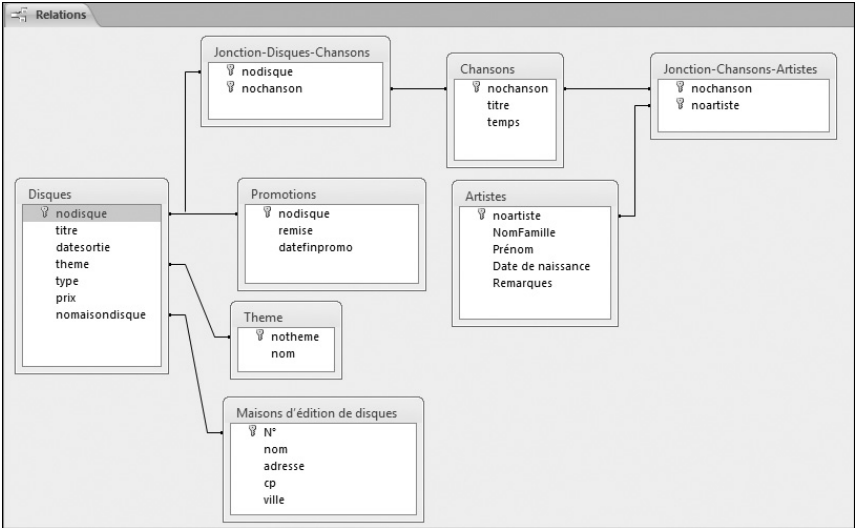 Relations
Jonction-Disques-Chansons
nodisque
nochanson
Chansons
nochanson
titre
temps
Jonction-Chansons-Artistes
nochanson
noartiste
Disques
nodisque
titre
datesortie
theme
type
prix
nomaisondisque
Promotions
nodisque
remise
datefinpromo
Artistes
noartiste
NomFamille
Prénom
Date de naissance
Remarques
Theme
notheme
nom
Maisons d'édition de disques
N°
nom
adresse
cp
ville